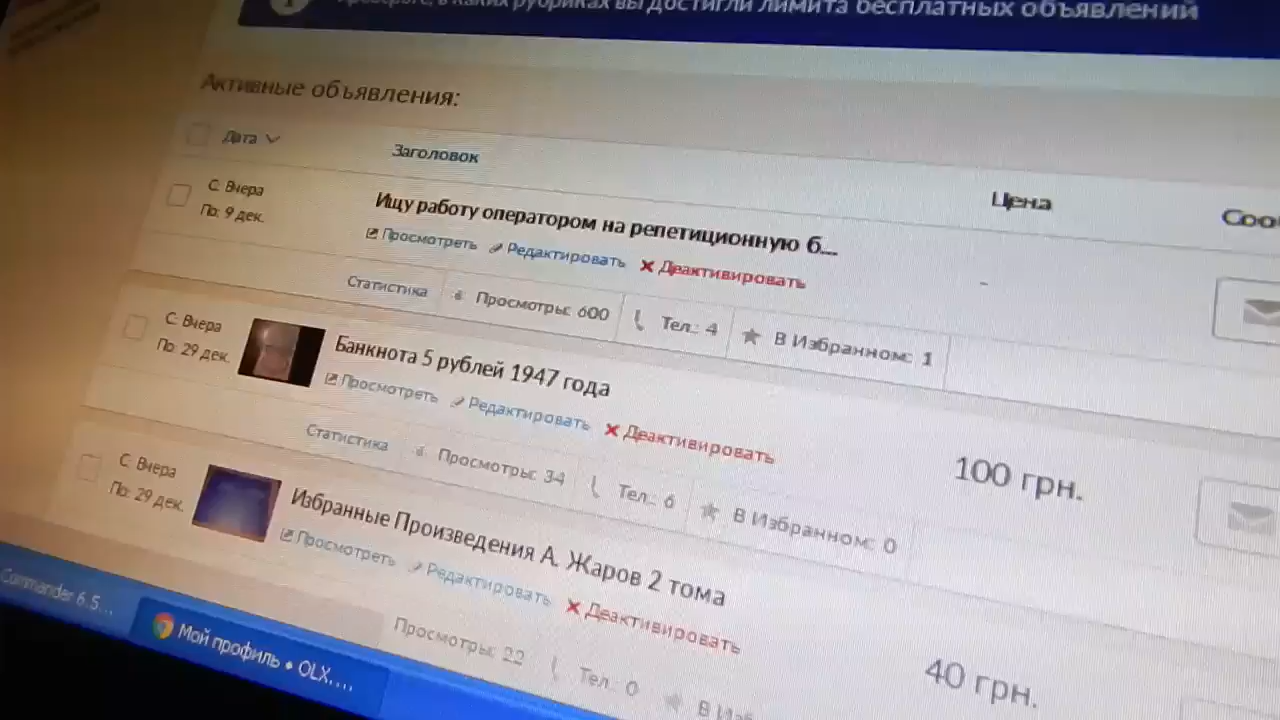 Проверьте, в каких рубриках вы достигли лимита бесплатных объявлений
Активные объявления:
Дата Заголовок Цена Соо
С: Вчера
По: 9 дек.
Ищу работу оператором на репетиционную б...
Просмотреть Редактировать Деактивировать
-
Статистика Просмотры: 600 Тел.: 4 В Избранном: 1
С: Вчера
По: 29 дек.
Банкнота 5 рублей 1947 года
Просмотреть Редактировать Деактивировать
100 грн.
Статистика Просмотры: 34 Тел.: 6 В Избранном: 0
С: Вчера
По: 29 дек.
Избранные Произведения А. Жаров 2 тома
Просмотреть Редактировать Деактивировать
40 грн.
Просмотры: 22 Тел.: 0 В Изб
Commander 6.5... Мой профиль • OLX....